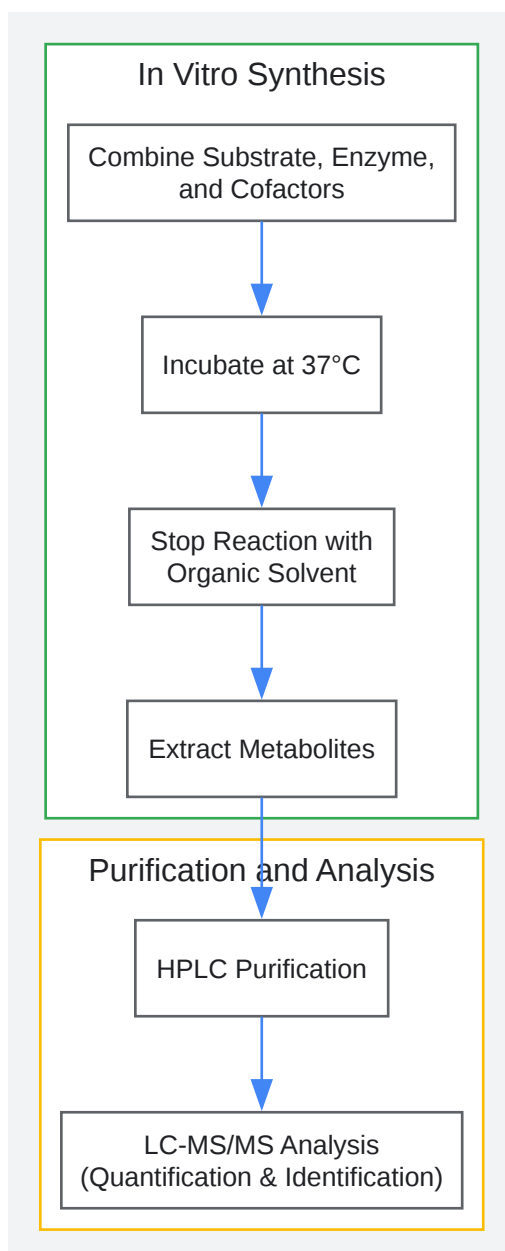 In Vitro Synthesis
Combine Substrate, Enzyme,
and Cofactors
Incubate at 37°C
Stop Reaction with
Organic Solvent
Extract Metabolites
Purification and Analysis
HPLC Purification
LC-MS/MS Analysis
(Quantification & Identification)